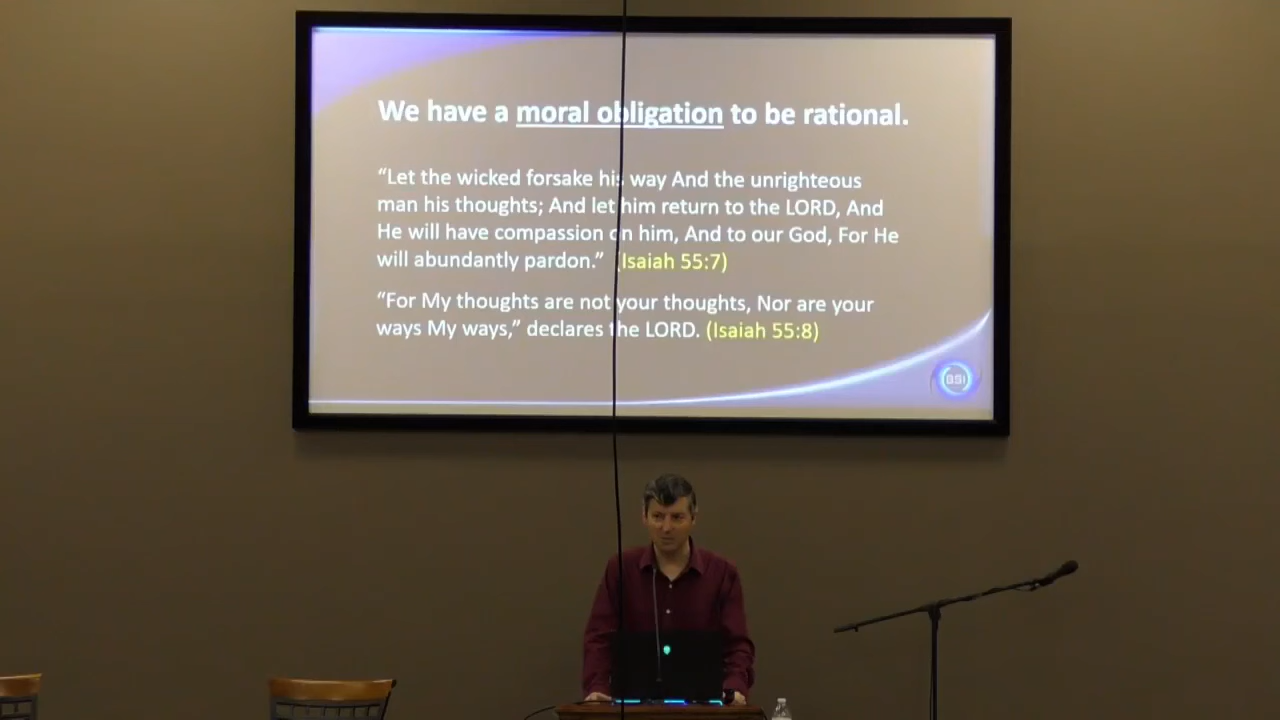 We have a moral obligation to be rational.
“Let the wicked forsake his way And the unrighteous
man his thoughts; And let him return to the LORD, And
He will have compassion on him, And to our God, For He
will abundantly pardon.” (Isaiah 55:7)
“For My thoughts are not your thoughts, Nor are your
ways My ways,” declares the LORD. (Isaiah 55:8)
BSI